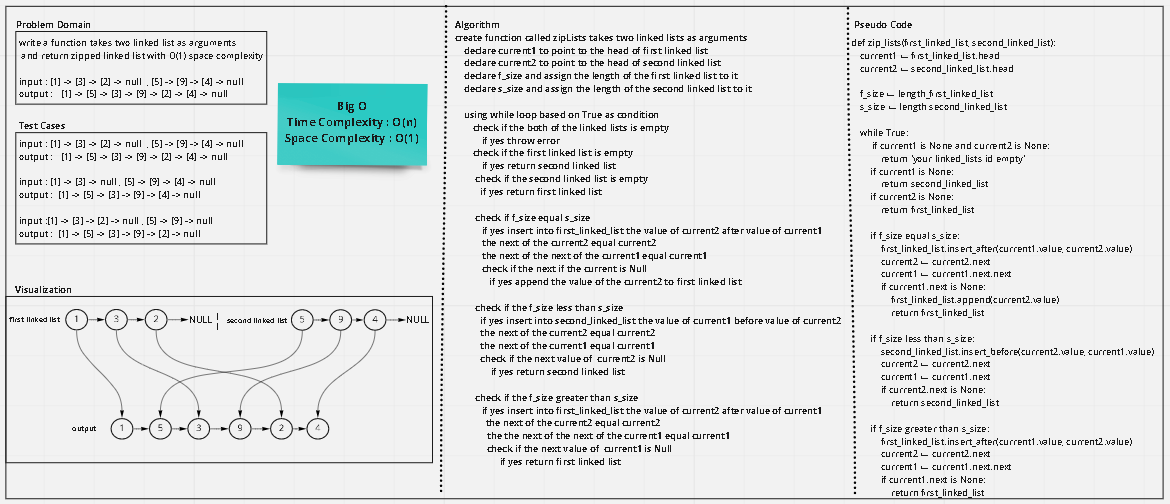 Problem Domain
write a function takes two linked list as arguments
and return zipped linked list with O(1) space complexity
input : [1] -> [3] -> [2] -> null , [5] -> [9] -> [4] -> null
output : [1] -> [5] -> [3] -> [9] -> [2] -> [4] -> null
Test Cases
input : [1] -> [3] -> [2] -> null , [5] -> [9] -> [4] -> null
output : [1] -> [5] -> [3] -> [9] -> [2] -> [4] -> null
input : [1] -> [3] -> null , [5] -> [9] -> [4] -> null
output : [1] -> [5] -> [3] -> [9] -> [4] -> null
input :[1] -> [3] -> [2] -> null , [5] -> [9] -> null
output : [1] -> [5] -> [3] -> [9] -> [2] -> null
Big O
Time Complexity : O(n)
Space Complexity : O(1)
Visualization
first linked list 1 3 2 NULL second linked list 5 9 4 NULL
output 1 5 3 9 2 4
Algorithm
create function called zipLists takes two linked lists as arguments
declare current1 to point to the head of first linked list
declare current2 to point to the head of second linked list
declare f_size and assign the length of the first linked list to it
declare s_size and assign the length of the second linked list to it
using while loop based on True as condition
check if the both of the linked lists is empty
if yes throw error
check if the first linked list is empty
if yes return second linked list
check if the second linked list is empty
if yes return first linked list
check if f_size equal s_size
if yes insert into first_linked_list the value of current2 after value of current1
the next of the current2 equal current2
the next of the next of the current1 equal current1
check if the next if the current is Null
if yes append the value of the current2 to first linked list
check if the f_size less than s_size
if yes insert into second_linked_list the value of current1 before value of current2
the next of the current2 equal current2
the next of the current1 equal current1
check if the next value of current2 is Null
if yes return second linked list
check if the f_size greater than s_size
if yes insert into first_linked_list the value of current2 after value of current1
the next of the current2 equal current2
the the next of the next of the current1 equal current1
check if the next value of current1 is Null
if yes return first linked list
Pseudo Code
def zip_lists(first_linked_list, second_linked_list):
current1 ← first_linked_list.head
current2 ← second_linked_list.head
f_size ← length first_linked_list
s_size ← length second_linked_list
while True:
if current1 is None and current2 is None:
return 'your linked_lists id empty'
if current1 is None:
return second_linked_list
if current2 is None:
return first_linked_list
if f_size equal s_size:
first_linked_list.insert_after(current1.value, current2.value)
current2 ← current2.next
current1 ← current1.next.next
if current1.next is None:
first_linked_list.append(current2.value)
return first_linked_list
if f_size less than s_size:
second_linked_list.insert_before(current2.value, current1.value)
current2 ← current2.next
current1 ← current1.next
if current2.next is None:
return second_linked_list
if f_size greater than s_size:
first_linked_list.insert_after(current1.value, current2.value)
current2 ← current2.next
current1 ← current1.next.next
if current1.next is None:
return first_linked_list